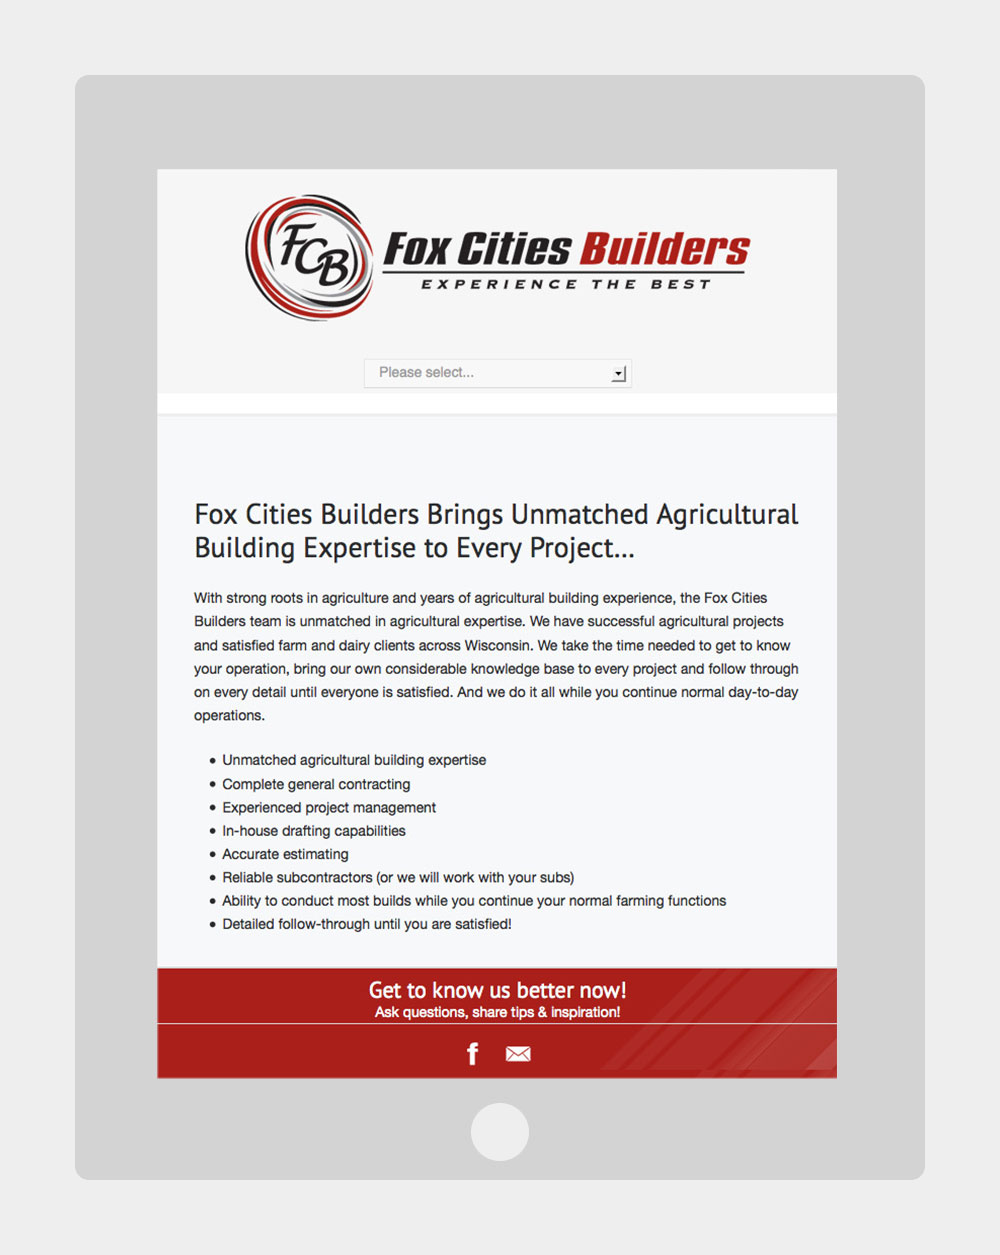 FCB
Fox Cities Builders
EXPERIENCE THE BEST
Please select...
Fox Cities Builders Brings Unmatched Agricultural
Building Expertise to Every Project...
With strong roots in agriculture and years of agricultural building experience, the Fox Cities
Builders team is unmatched in agricultural expertise. We have successful agricultural projects
and satisfied farm and dairy clients across Wisconsin. We take the time needed to get to know
your operation, bring our own considerable knowledge base to every project and follow through
on every detail until everyone is satisfied. And we do it all while you continue normal day-to-day
operations.
• Unmatched agricultural building expertise
• Complete general contracting
• Experienced project management
• In-house drafting capabilities
• Accurate estimating
• Reliable subcontractors (or we will work with your subs)
• Ability to conduct most builds while you continue your normal farming functions
• Detailed follow-through until you are satisfied!
Get to know us better now!
Ask questions, share tips & inspiration!
f